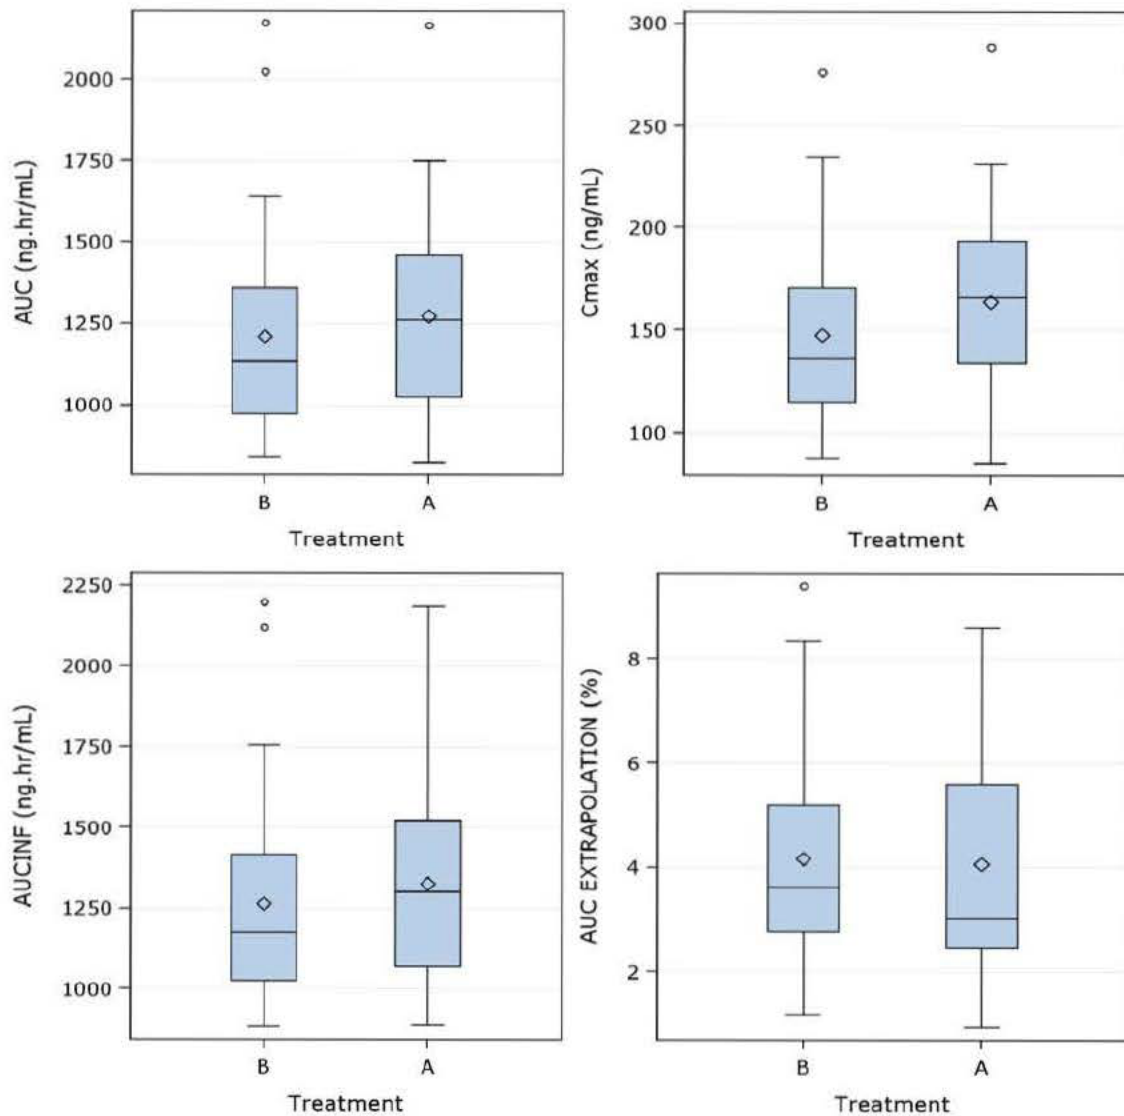 AUC (ng.hr/mL)
2000
1750
1500
1250
1000
B
A
Treatment
Cmax (ng/mL)
300
250
200
150
100
B
A
Treatment
AUCINF (ng.hr/mL)
2250
2000
1750
1500
1250
1000
B
A
Treatment
AUC EXTRAPOLATION (%)
8
6
4
2
B
A
Treatment